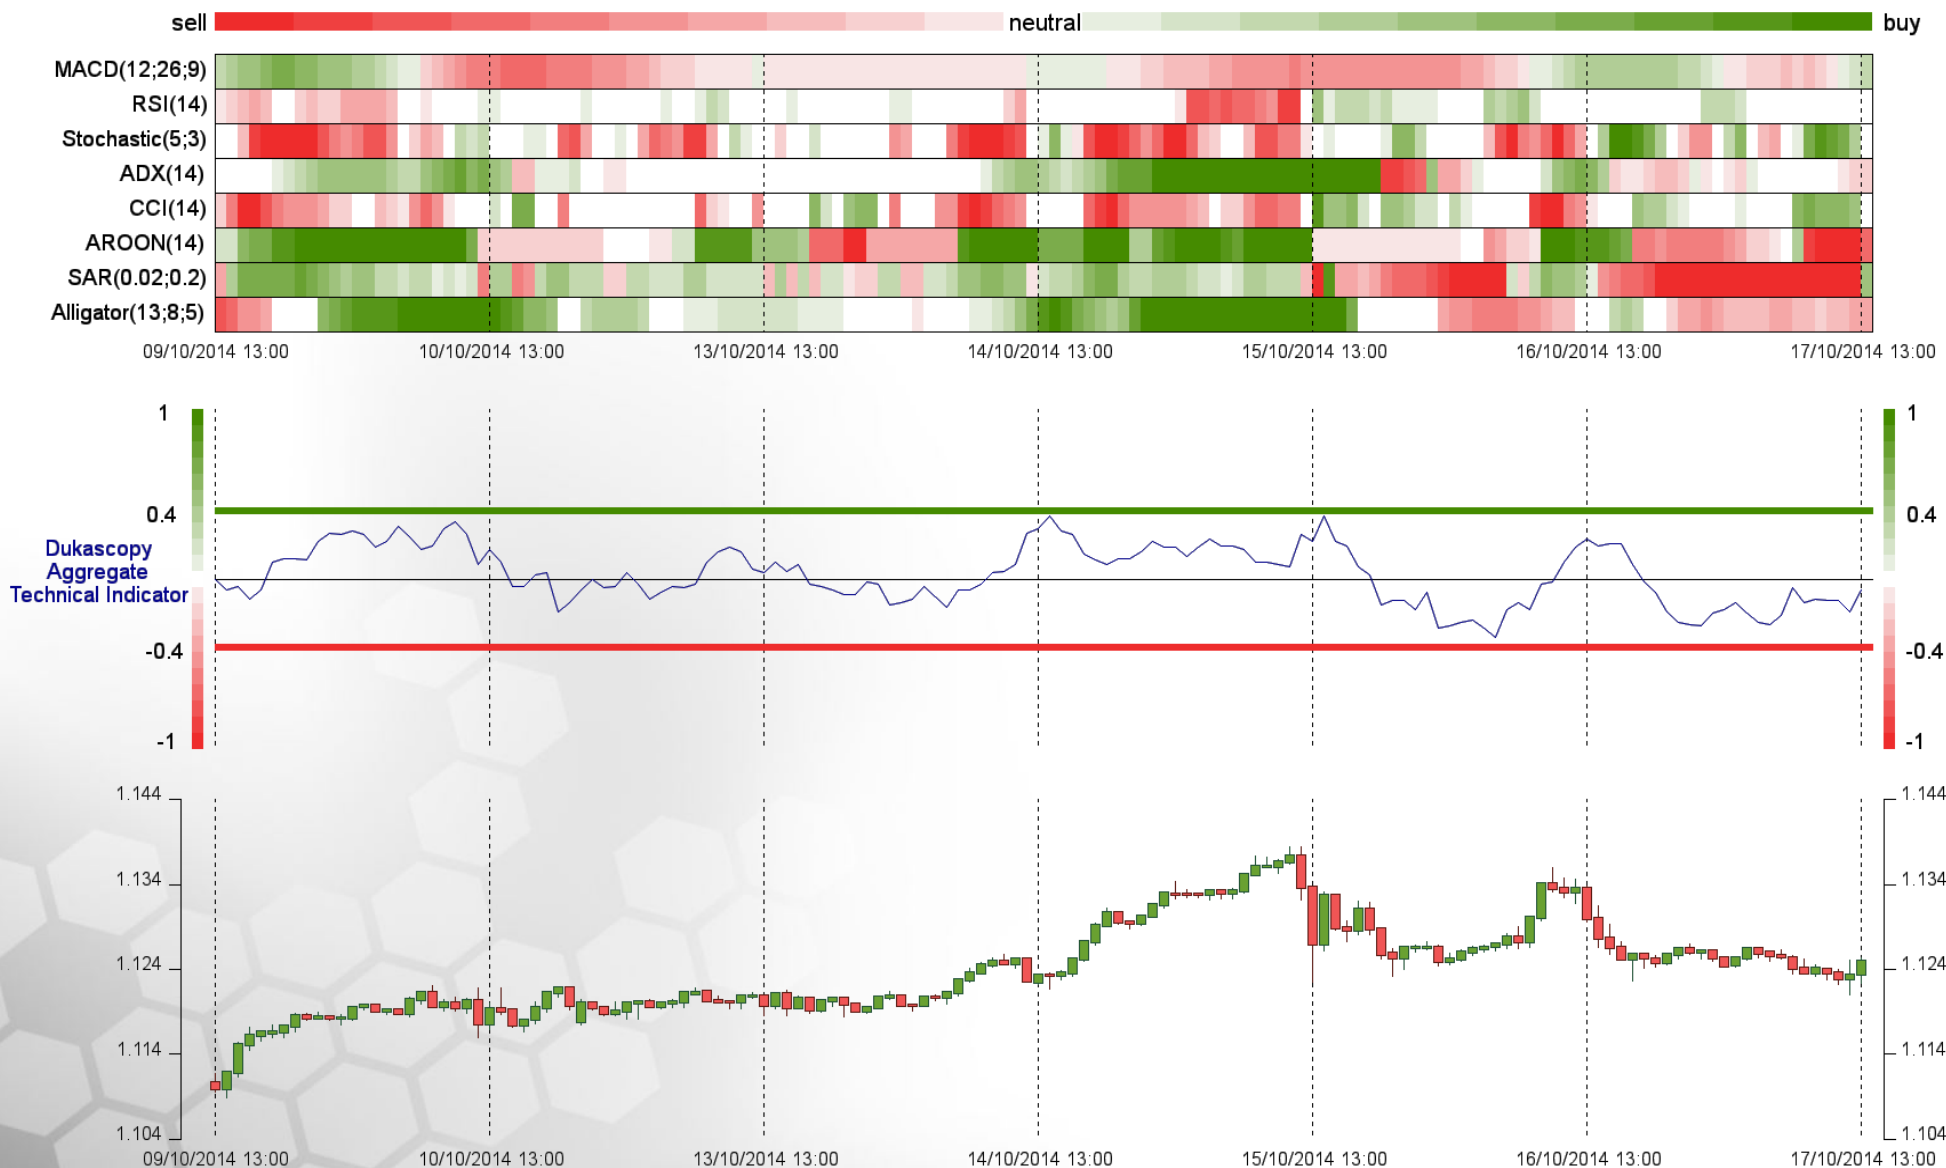 sell neutral buy
MACD(12;26;9)
RSI(14)
Stochastic(5;3)
ADX(14)
CCI(14)
AROON(14)
SAR(0.02;0.2)
Alligator(13;8;5)
09/10/2014 13:00 10/10/2014 13:00 13/10/2014 13:00 14/10/2014 13:00 15/10/2014 13:00 16/10/2014 13:00 17/10/2014 13:00
1 1
0.4 0.4
Dukascopy
Aggregate
Technical Indicator
-0.4 -0.4
-1 -1
1.144 1.144
1.134 1.134
1.124 1.124
1.114 1.114
1.104 1.104
09/10/2014 13:00 10/10/2014 13:00 13/10/2014 13:00 14/10/2014 13:00 15/10/2014 13:00 16/10/2014 13:00 17/10/2014 13:00